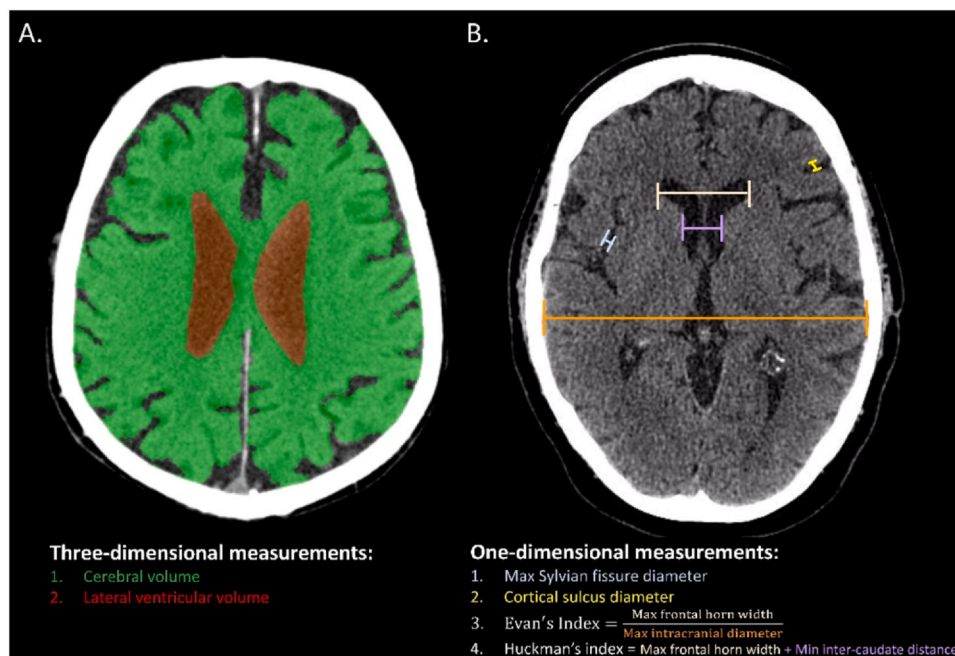 A.
B.
Three-dimensional measurements:
1. Cerebral volume
2. Lateral ventricular volume
One-dimensional measurements:
1. Max Sylvian fissure diameter
2. Cortical sulcus diameter
3. Evan's Index = Max frontal horn width / Max intracranial diameter
4. Huckman's index = Max frontal horn width + Min inter-caudate distance